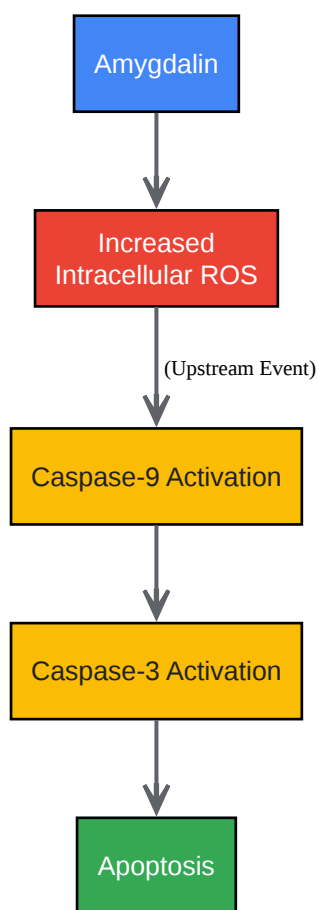 Amygdalin
Increased
Intracellular ROS
(Upstream Event)
Caspase-9 Activation
Caspase-3 Activation
Apoptosis